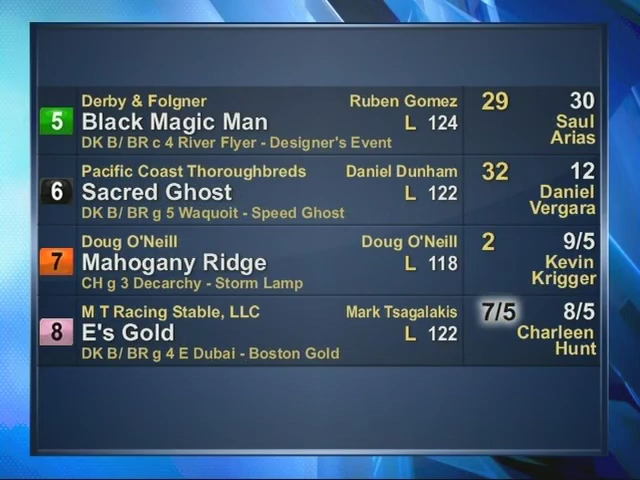 5
Derby & Folgner Ruben Gomez 29 30
Black Magic Man L 124 Saul
DK B/ BR c 4 River Flyer - Designer's Event Arias
6
Pacific Coast Thoroughbreds Daniel Dunham 32 12
Sacred Ghost L 122 Daniel
DK B/ BR g 5 Waquoit - Speed Ghost Vergara
7
Doug O'Neill Doug O'Neill 2 9/5
Mahogany Ridge L 118 Kevin
CH g 3 Decarchy - Storm Lamp Krigger
8
M T Racing Stable, LLC Mark Tsagalakis 7/5 8/5
E's Gold L 122 Charleen
DK B/ BR g 4 E Dubai - Boston Gold Hunt